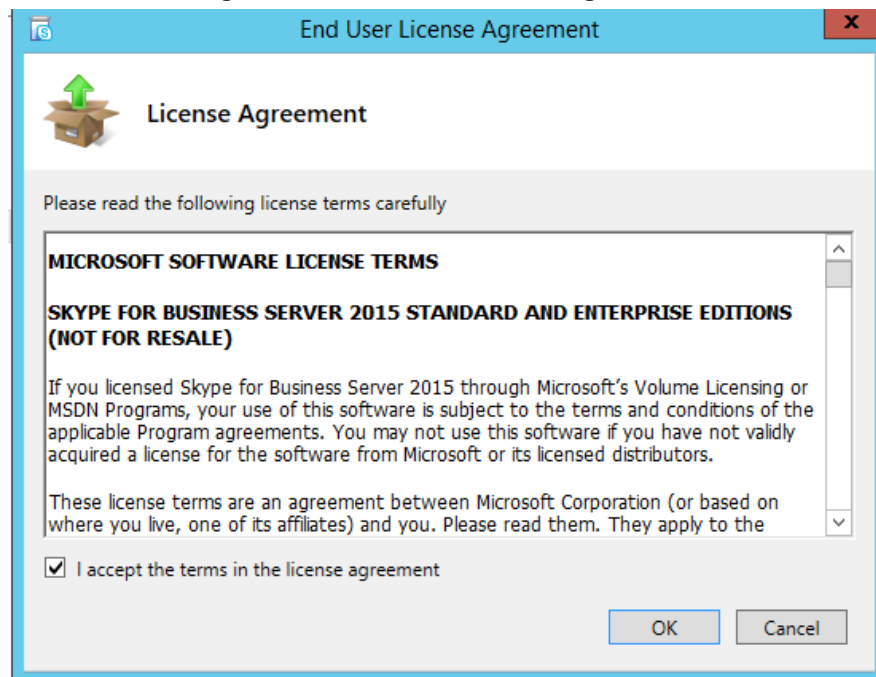 End User License Agreement
x
License Agreement
Please read the following license terms carefully
MICROSOFT SOFTWARE LICENSE TERMS
SKYPE FOR BUSINESS SERVER 2015 STANDARD AND ENTERPRISE EDITIONS
(NOT FOR RESALE)
If you licensed Skype for Business Server 2015 through Microsoft’s Volume Licensing or
MSDN Programs, your use of this software is subject to the terms and conditions of the
applicable Program agreements. You may not use this software if you have not validly
acquired a license for the software from Microsoft or its licensed distributors.
These license terms are an agreement between Microsoft Corporation (or based on
where you live, one of its affiliates) and you. Please read them. They apply to the
I accept the terms in the license agreement
OK Cancel